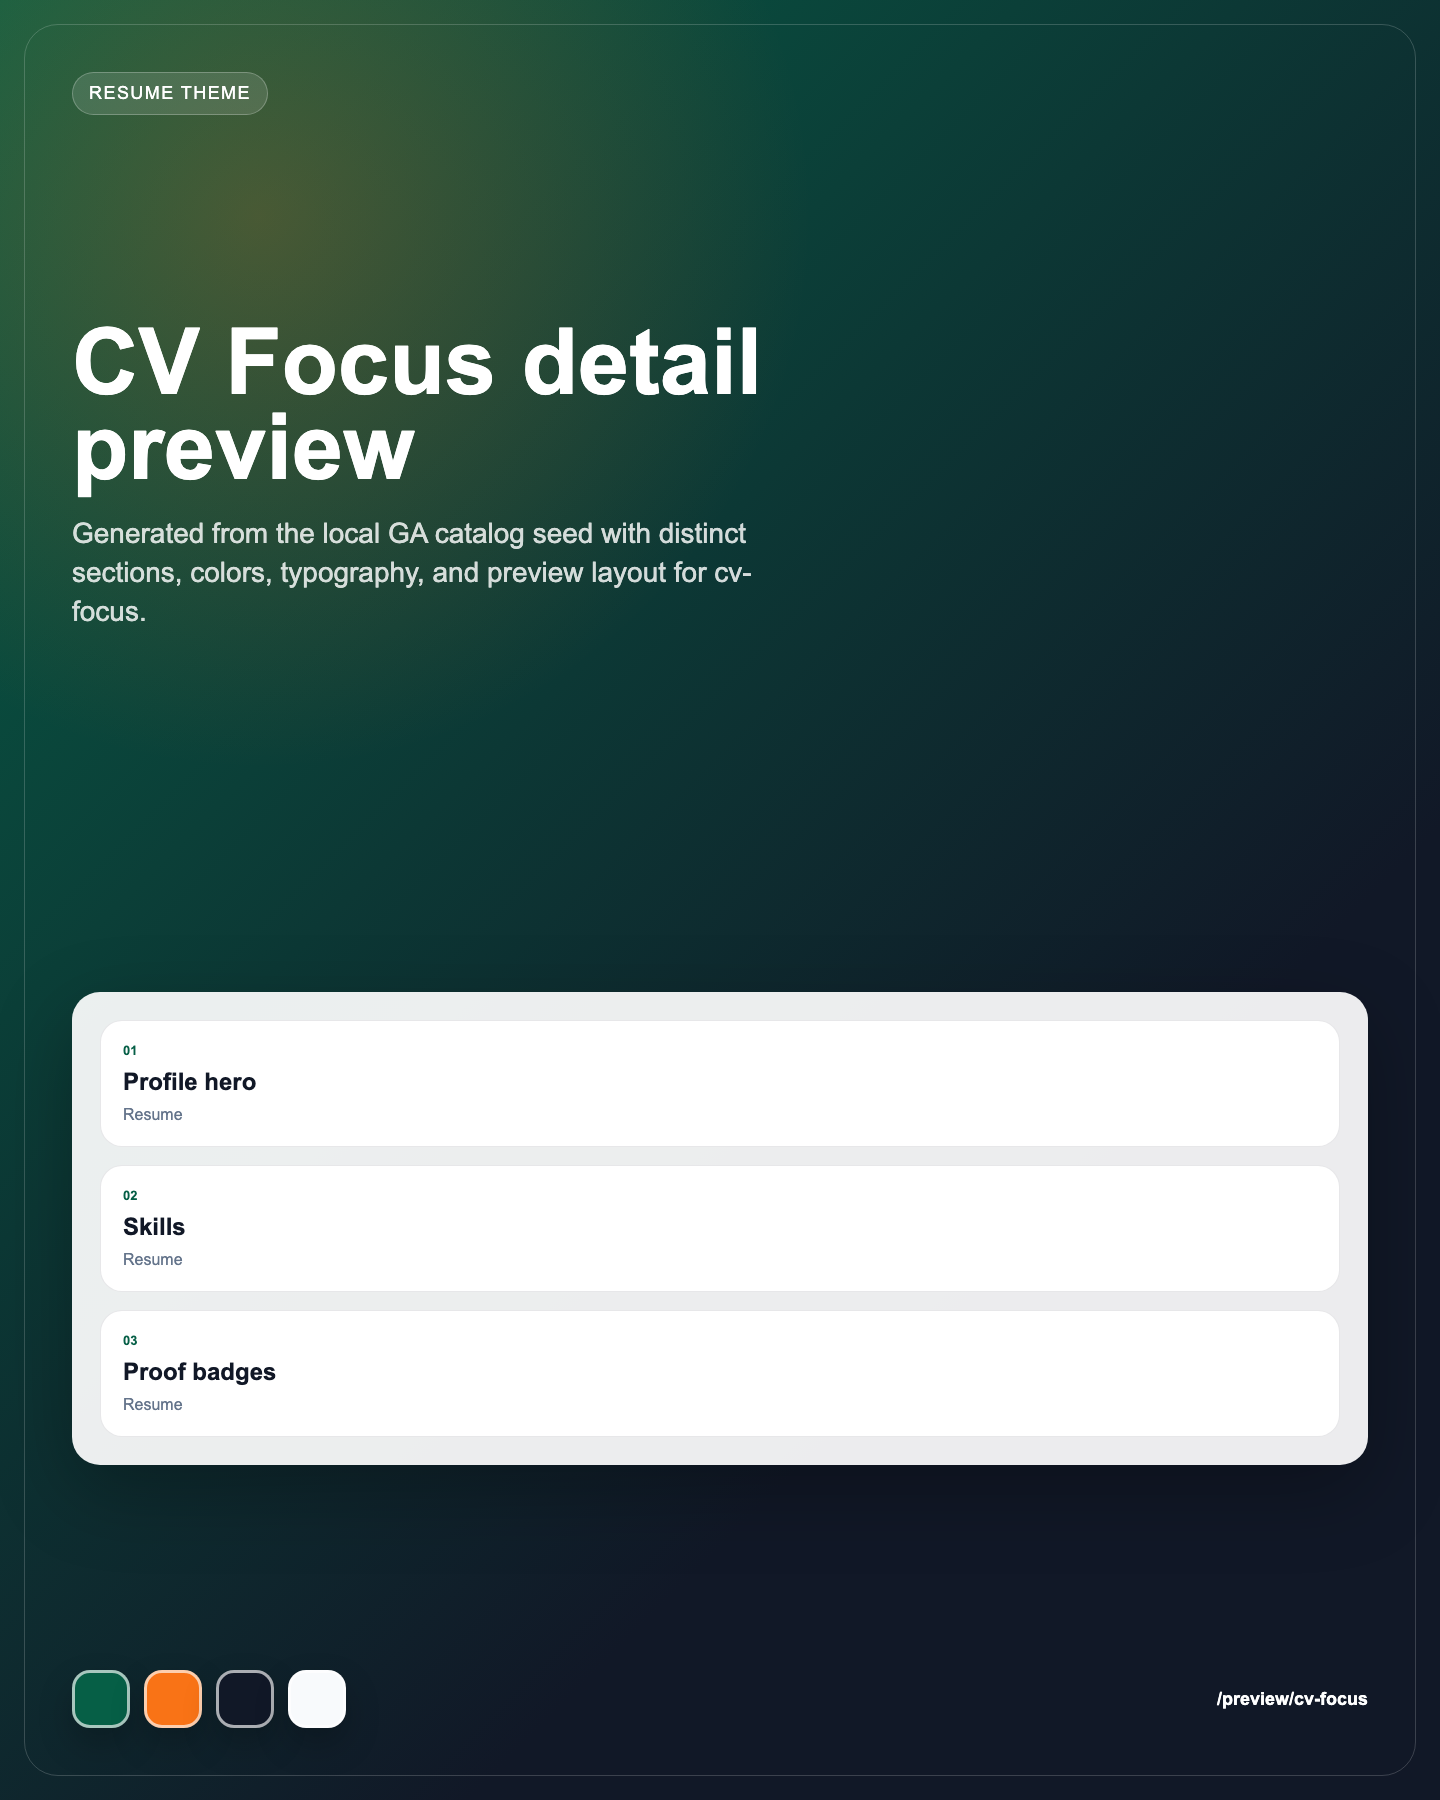 RESUME THEME
CV Focus detail
preview
Generated from the local GA catalog seed with distinct
sections, colors, typography, and preview layout for cv-
focus.
01
Profile hero
Resume
02
Skills
Resume
03
Proof badges
Resume
/preview/cv-focus